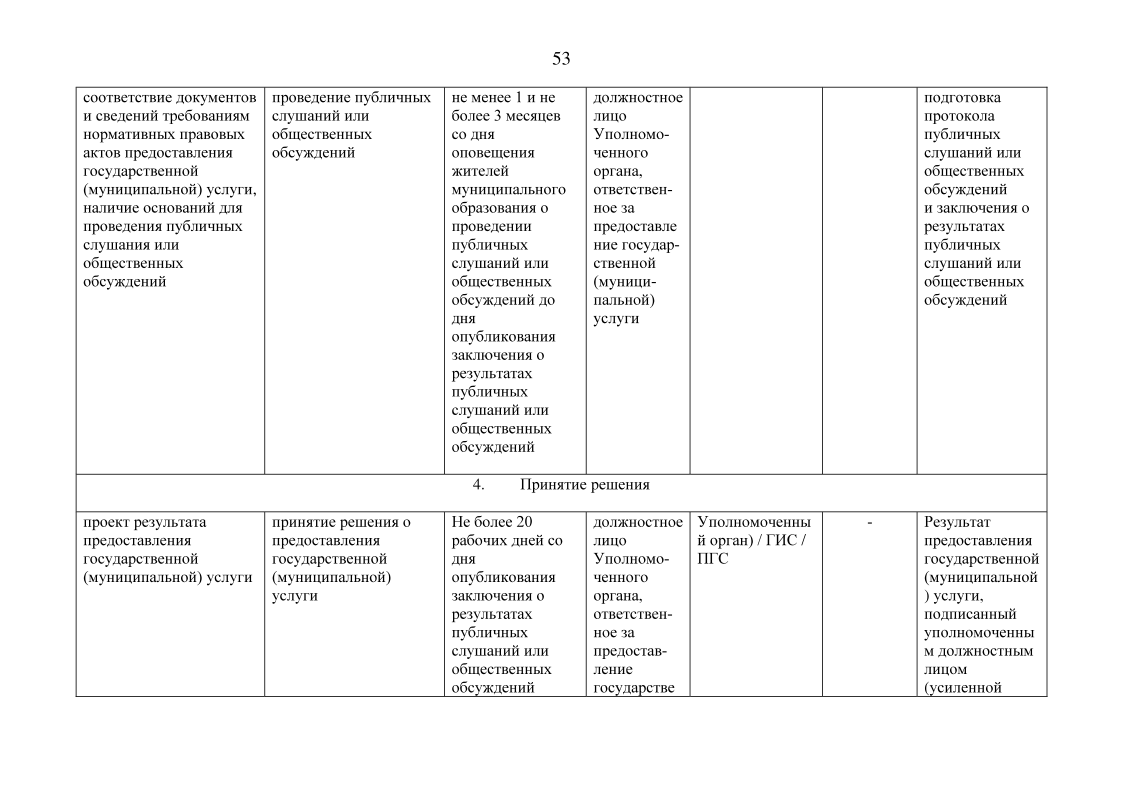 53
соответствие документов
и сведений требованиям
нормативных правовых
актов предоставления
государственной
(муниципальной) услуги,
наличие оснований для
проведения публичных
слушания или
общественных
обсуждений
проведение публичных
слушаний или
общественных
обсуждений
не менее 1 и не
более 3 месяцев
со дня
оповещения
жителей
муниципального
образования о
проведении
публичных
слушаний или
общественных
обсуждений до
дня
опубликования
заключения о
результатах
публичных
слушаний или
общественных
обсуждений
должностное
лицо
Уполномо-
ченного
органа,
ответствен-
ное за
предоставле
ние государ-
ственной
(муници-
пальной)
услуги
подготовка
протокола
публичных
слушаний или
общественных
обсуждений
и заключения о
результатах
публичных
слушаний или
общественных
обсуждений
4. Принятие решения
проект результата
предоставления
государственной
(муниципальной) услуги
принятие решения о
предоставления
государственной
(муниципальной)
услуги
Не более 20
рабочих дней со
дня
опубликования
заключения о
результатах
публичных
слушаний или
общественных
обсуждений
должностное
лицо
Уполномо-
ченного
органа,
ответствен-
ное за
предостав-
ление
государстве
Уполномоченны
й орган) / ГИС /
ПГС
-
Результат
предоставления
государственной
(муниципальной
) услуги,
подписанный
уполномоченны
м должностным
лицом
(усиленной